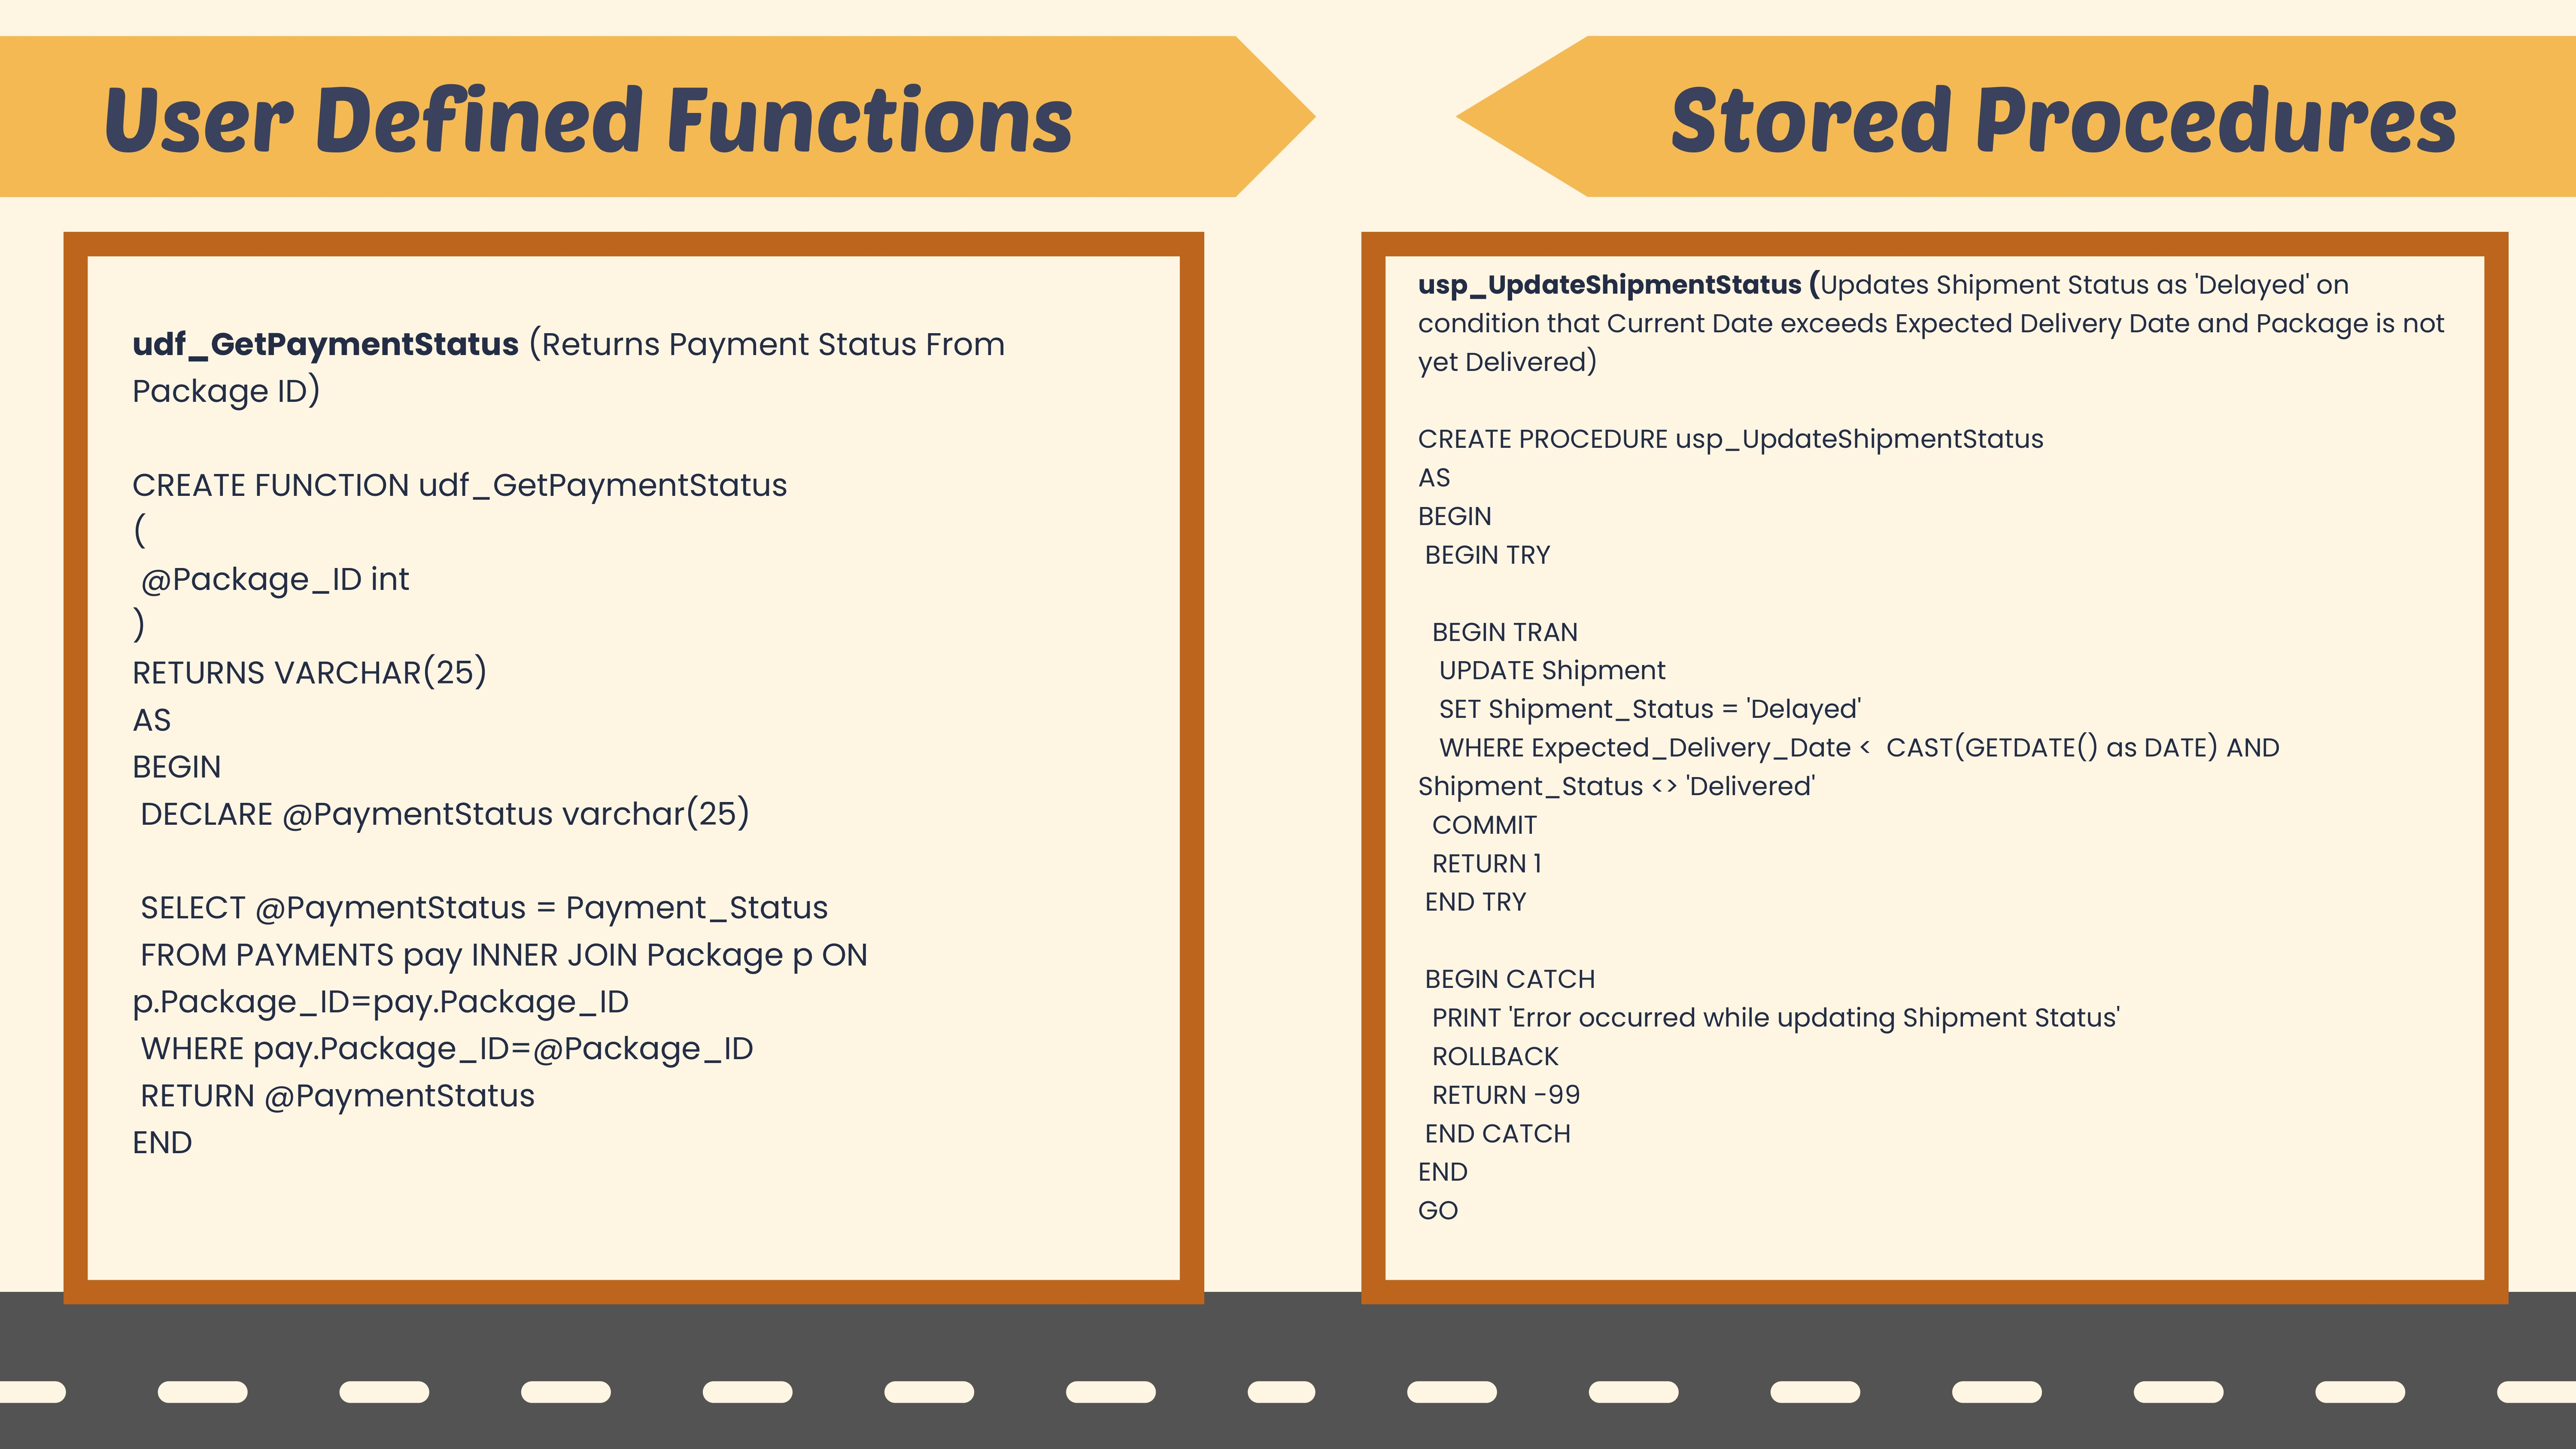 User Defined Functions
udf_GetPaymentStatus (Returns Payment Status From
Package ID)
CREATE FUNCTION udf_GetPaymentStatus
(
@Package_ID int
)
RETURNS VARCHAR(25)
AS
BEGIN
DECLARE @PaymentStatus varchar(25)
SELECT @PaymentStatus = Payment_Status
FROM PAYMENTS pay INNER JOIN Package p ON
p.Package_ID=pay.Package_ID
WHERE pay.Package_ID=@Package_ID
RETURN @PaymentStatus
END
Stored Procedures
usp_UpdateShipmentStatus (Updates Shipment Status as 'Delayed' on
condition that Current Date exceeds Expected Delivery Date and Package is not
yet Delivered)
CREATE PROCEDURE usp_UpdateShipmentStatus
AS
BEGIN
BEGIN TRY
BEGIN TRAN
UPDATE Shipment
SET Shipment_Status = 'Delayed'
WHERE Expected_Delivery_Date <  CAST(GETDATE() as DATE) AND
Shipment_Status <> 'Delivered'
COMMIT
RETURN 1
END TRY
BEGIN CATCH
PRINT 'Error occurred while updating Shipment Status'
ROLLBACK
RETURN -99
END CATCH
END
GO